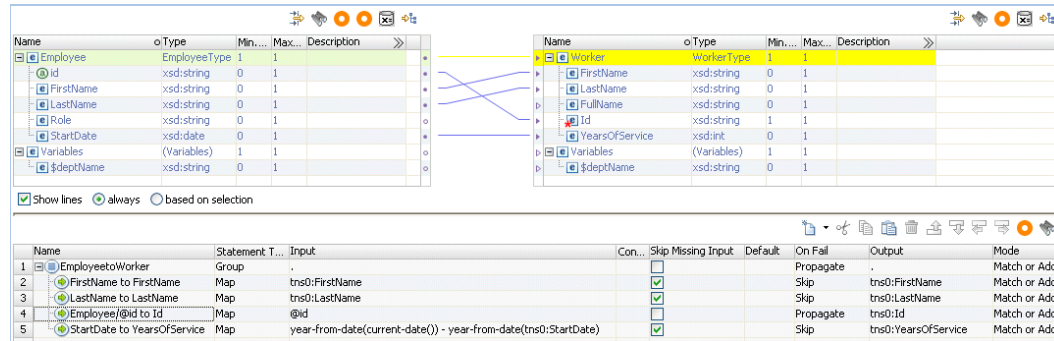 Name Type Min.... Max... Description Name Type Min.... Max... Description
Employee EmployeeType 1 1 Worker WorkerType 1 1
id xsd:string 0 1 FirstName xsd:string 0 1
FirstName xsd:string 0 1 LastName xsd:string 0 1
LastName xsd:string 0 1 FullName xsd:string 0 1
Role xsd:string 0 1 Id xsd:string 0 1
StartDate xsd:date 0 1 YearsOfService xsd:int 0 1
Variables (Variables) 1 1 Variables (Variables) 1 1
$deptName xsd:string 0 1 $deptName xsd:string 0 1
Show lines always based on selection
Name Statement T... Input Con... Skip Missing Input Default On Fail Output Mode
1 EmployeetoWorker Group . Propagate . Match or Add
2 FirstName to FirstName Map tns0:FirstName Skip tns0:FirstName Match or Add
3 LastName to LastName Map tns0:LastName Skip tns0:LastName Match or Add
4 Employee/@id to Id Map @id Propagate tns0:Id Match or Add
5 StartDate to YearsOfService Map year-from-date(current-date()) - year-from-date(tns0:StartDate) Skip tns0:YearsOfService Match or Add